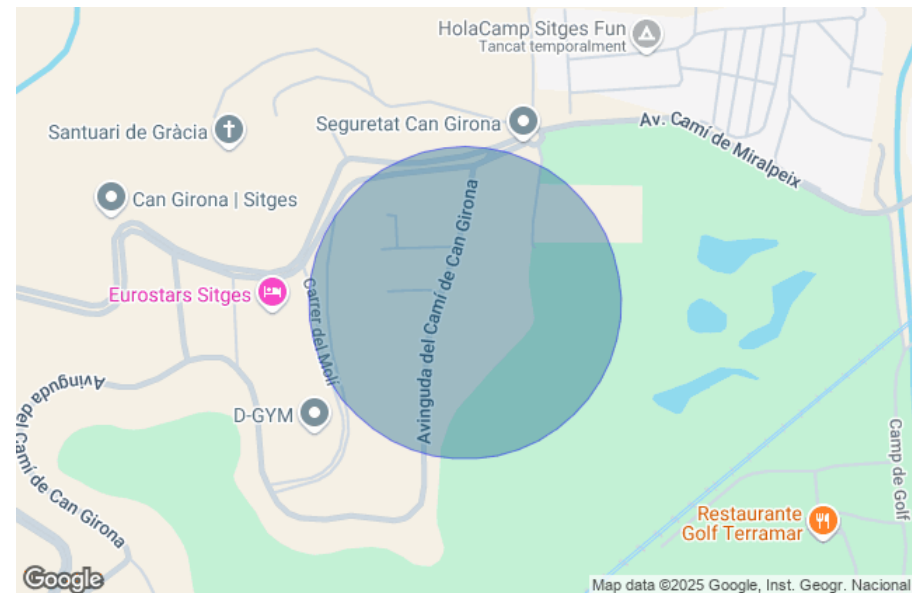 HolaCamp Sitges Fun
Tancat temporalment
Santuari de Gràcia
Seguretat Can Girona
Av. Camí de Miralpeix
Can Girona | Sitges
Avinguda del Camí de Can Girona
Eurostars Sitges
Carrer del Molí
Avinguda del Camí de Can Girona
D-GYM
Camp de Golf
Restaurante
Golf Terramar
Google
Map data ©2025 Google, Inst. Geogr. Nacional